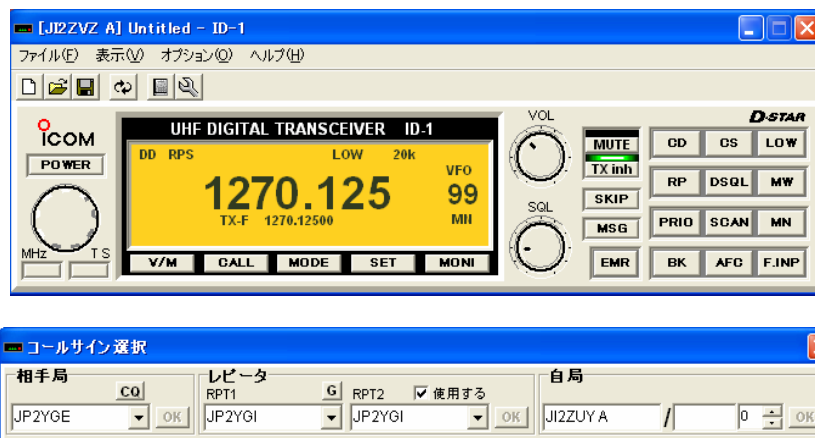 [JI2ZVZ A] Untitled - ID-1
ファイル(F) 表示(V) オプション(O) ヘルプ(H)
ICOM
POWER
MHz TS
UHF DIGITAL TRANSCEIVER ID-1
DD RPS LOW 20k
1270.125
VFO
99
MN
TX-F 1270.12500
V/M CALL MODE SET MONI
VOL
SQL
MUTE
TX inh
SKIP
MSG
EMR
D-STAR
CD CS LOW
RP DSQL MW
PRIO SCAN MN
BK AFC F.INP
コールサイン選択
相手局 レピータ 自局
CQ RPT1 G RPT2 使用する
JP2YGE OK JP2YGI JP2YGI OK JI2ZUY A / 0 OK